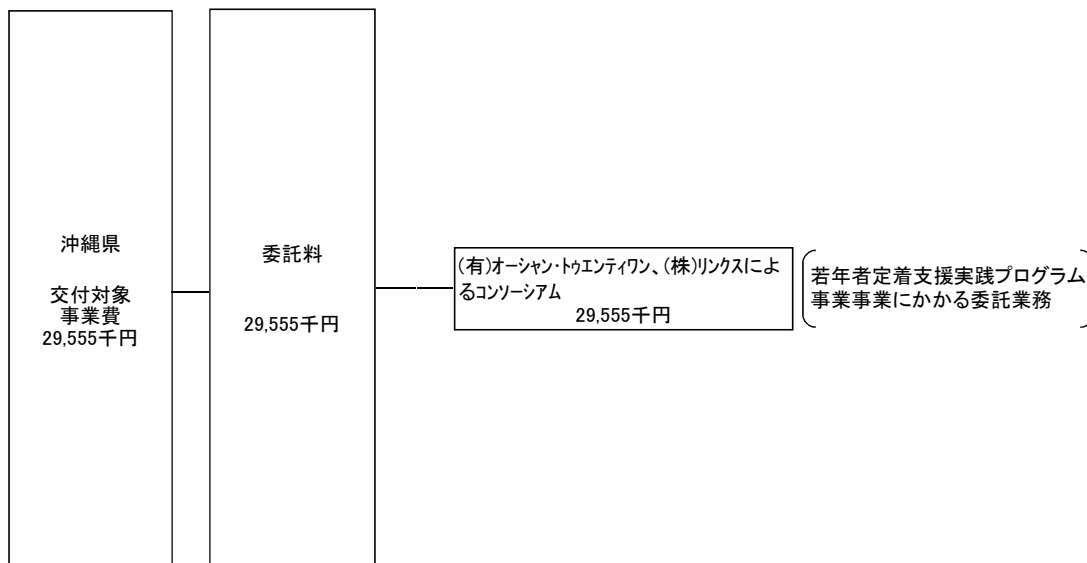 沖縄県
交付対象
事業費
29,555千円
委託料
29,555千円
(有)オーシャン・トゥエンティワン、(株)リンクスによ
るコンソーシアム
29,555千円
若年者定着支援実践プログラム
事業事業にかかる委託業務